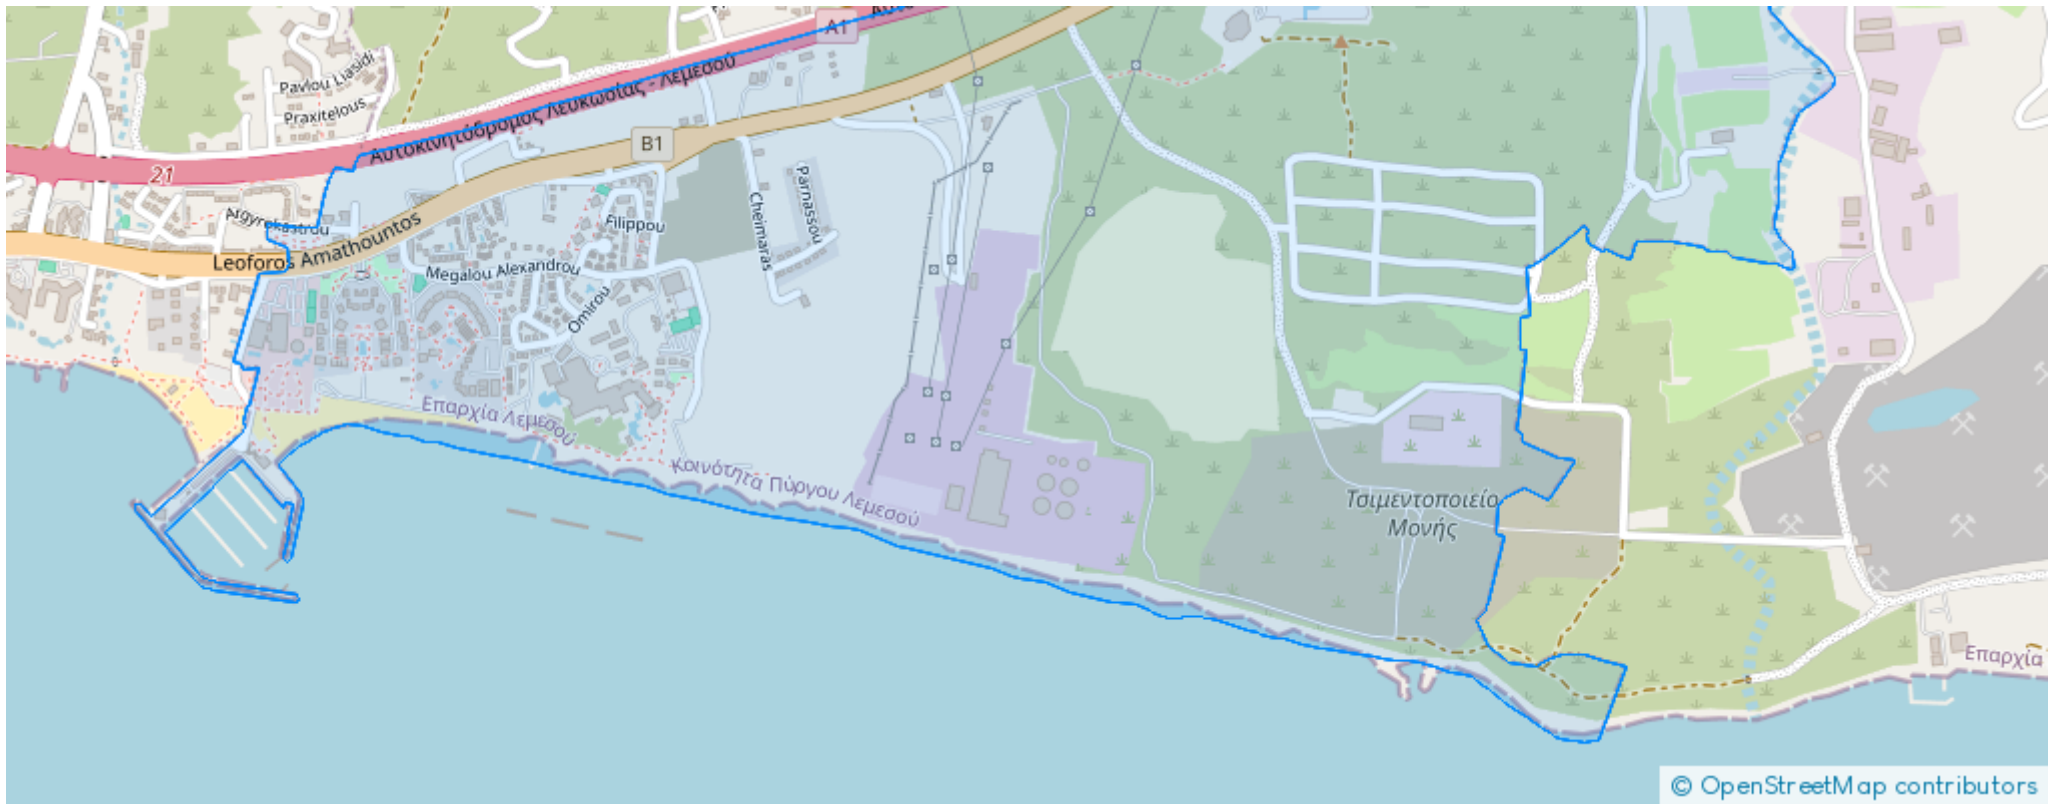 A1
Αυτοκινητόδρομος Λευκωσίας - Λεμεσού
Pavlou Liasidi
Praxitelous
21
B1
Argyrokastrou
Leoforos Amathountos
Parnassou
Cheimaras
Filippou
Megalou Alexandrou
Omirou
Επαρχία Λεμεσού
Κοινότητα Πύργου Λεμεσού
Τσιμεντοποιείο
Μονής
Επαρχία
© OpenStreetMap contributors